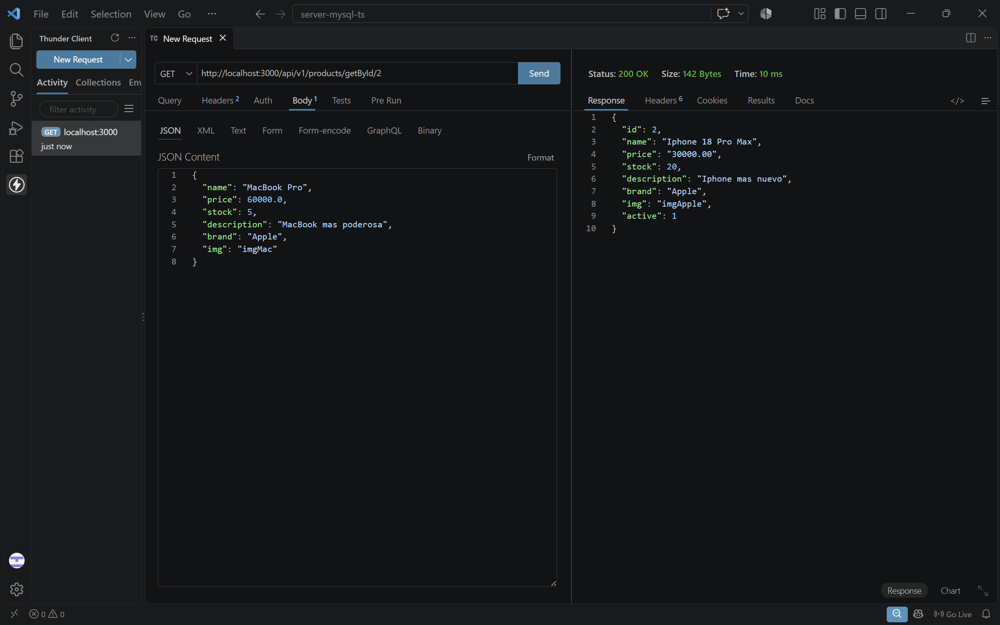 File Edit Selection View Go ··· server-mysql-ts
Thunder Client ···
New Request
Activity Collections Env
filter activity
GET localhost:3000
just now
TC New Request
GET http://localhost:3000/api/v1/products/getById/2 Send
Query Headers 2 Auth Body 1 Tests Pre Run
JSON XML Text Form Form-encode GraphQL Binary
JSON Content Format
1 {
2 "name": "MacBook Pro",
3 "price": 60000.0,
4 "stock": 5,
5 "description": "MacBook mas poderosa",
6 "brand": "Apple",
7 "img": "imgMac"
8 }
Status: 200 OK Size: 142 Bytes Time: 10 ms
Response Headers 6 Cookies Results Docs </>
1 {
2 "id": 2,
3 "name": "Iphone 18 Pro Max",
4 "price": "30000.00",
5 "stock": 20,
6 "description": "Iphone mas nuevo",
7 "brand": "Apple",
8 "img": "imgApple",
9 "active": 1
10 }
Response Chart
0 0 Go Live